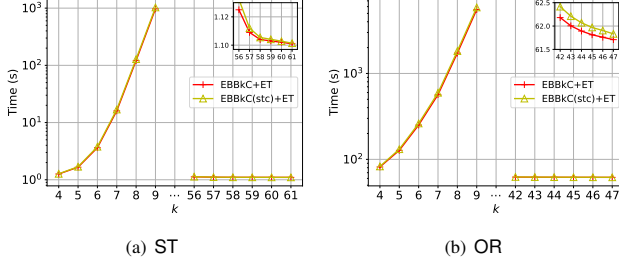 10³
10²
10¹
10⁰
Time (s)
1.12
1.10
56 57 58 59 60 61
EBBkC+ET
EBBkC(stc)+ET
4 5 6 7 8 9 ... 56 57 58 59 60 61
k
(a) ST
10³
10²
Time (s)
62.5
62.0
61.5
42 43 44 45 46 47
EBBkC+ET
EBBkC(stc)+ET
4 5 6 7 8 9 ... 42 43 44 45 46 47
k
(b) OR